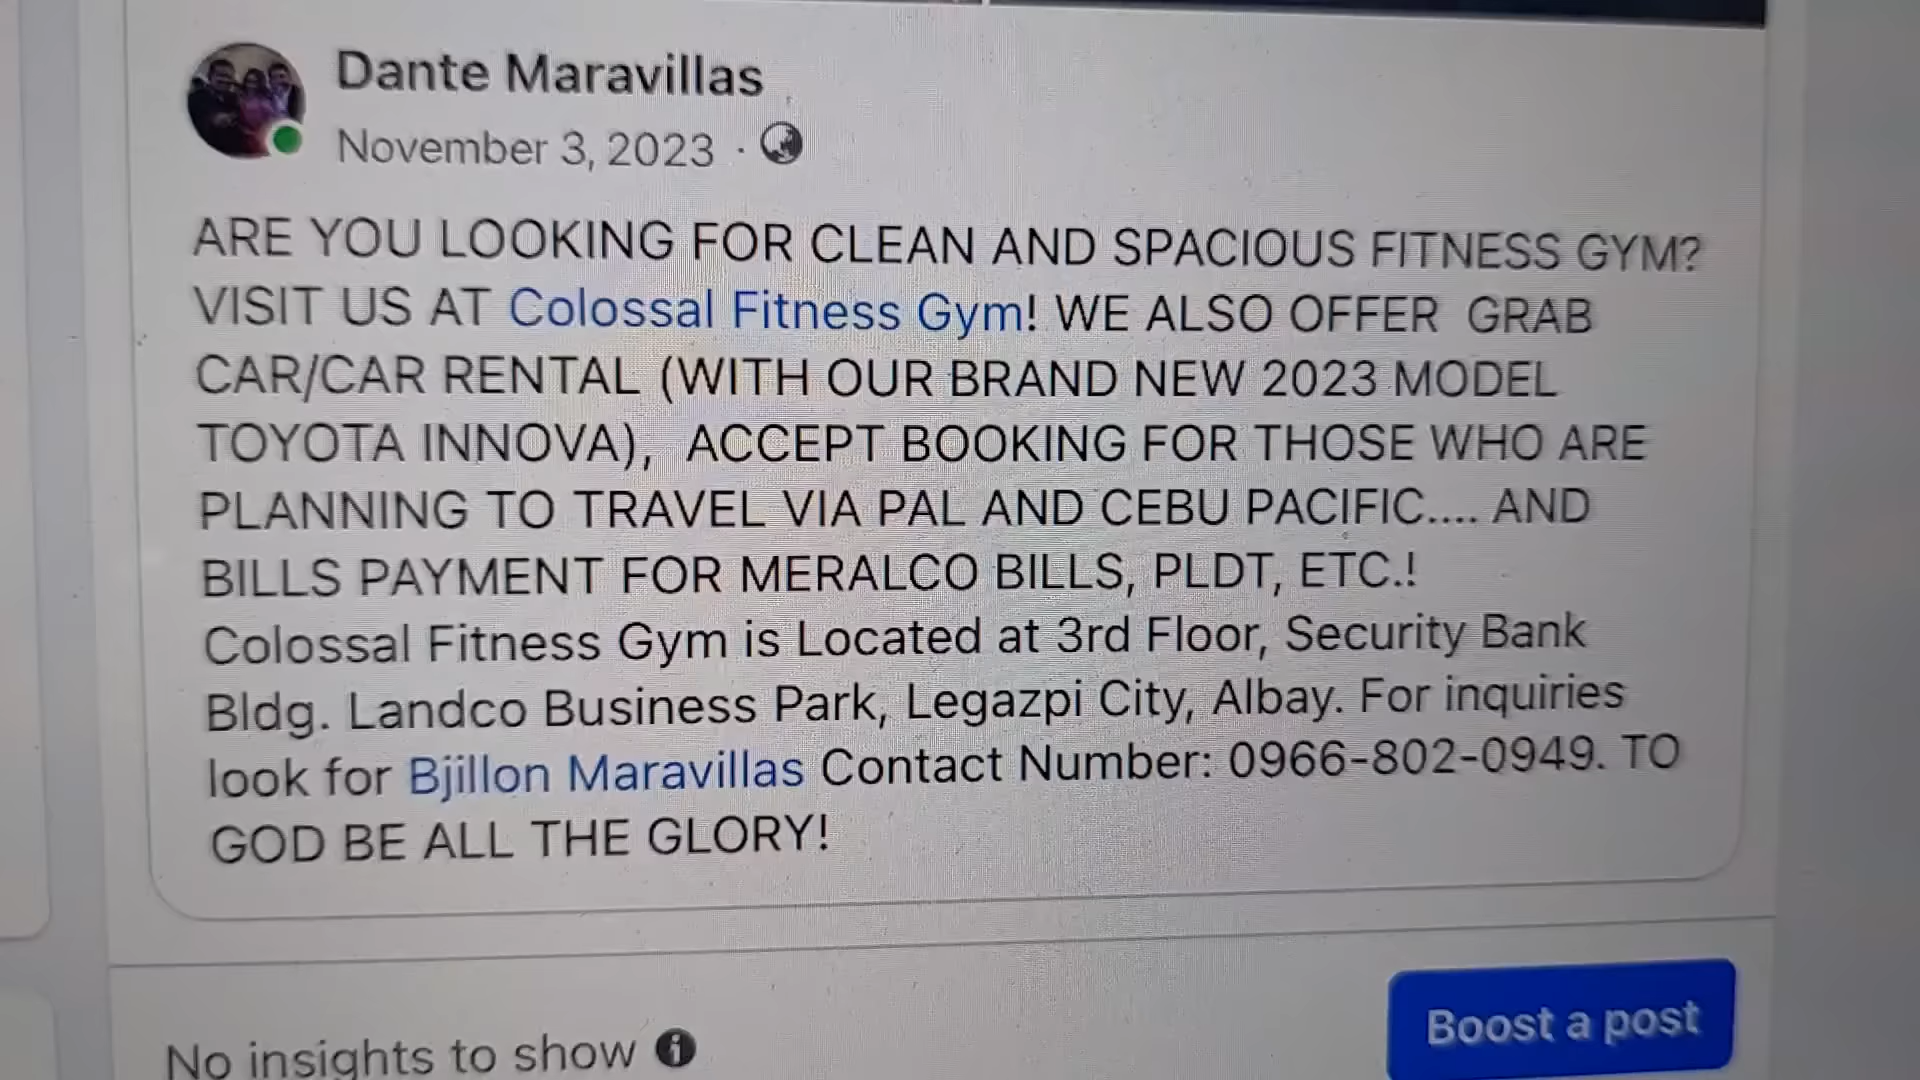 Dante Maravillas
November 3, 2023 ·
ARE YOU LOOKING FOR CLEAN AND SPACIOUS FITNESS GYM?
VISIT US AT Colossal Fitness Gym! WE ALSO OFFER GRAB
CAR/CAR RENTAL (WITH OUR BRAND NEW 2023 MODEL
TOYOTA INNOVA), ACCEPT BOOKING FOR THOSE WHO ARE
PLANNING TO TRAVEL VIA PAL AND CEBU PACIFIC.... AND
BILLS PAYMENT FOR MERALCO BILLS, PLDT, ETC.!
Colossal Fitness Gym is Located at 3rd Floor, Security Bank
Bldg. Landco Business Park, Legazpi City, Albay. For inquiries
look for Bjillon Maravillas Contact Number: 0966-802-0949. TO
GOD BE ALL THE GLORY!
No insights to show
Boost a post